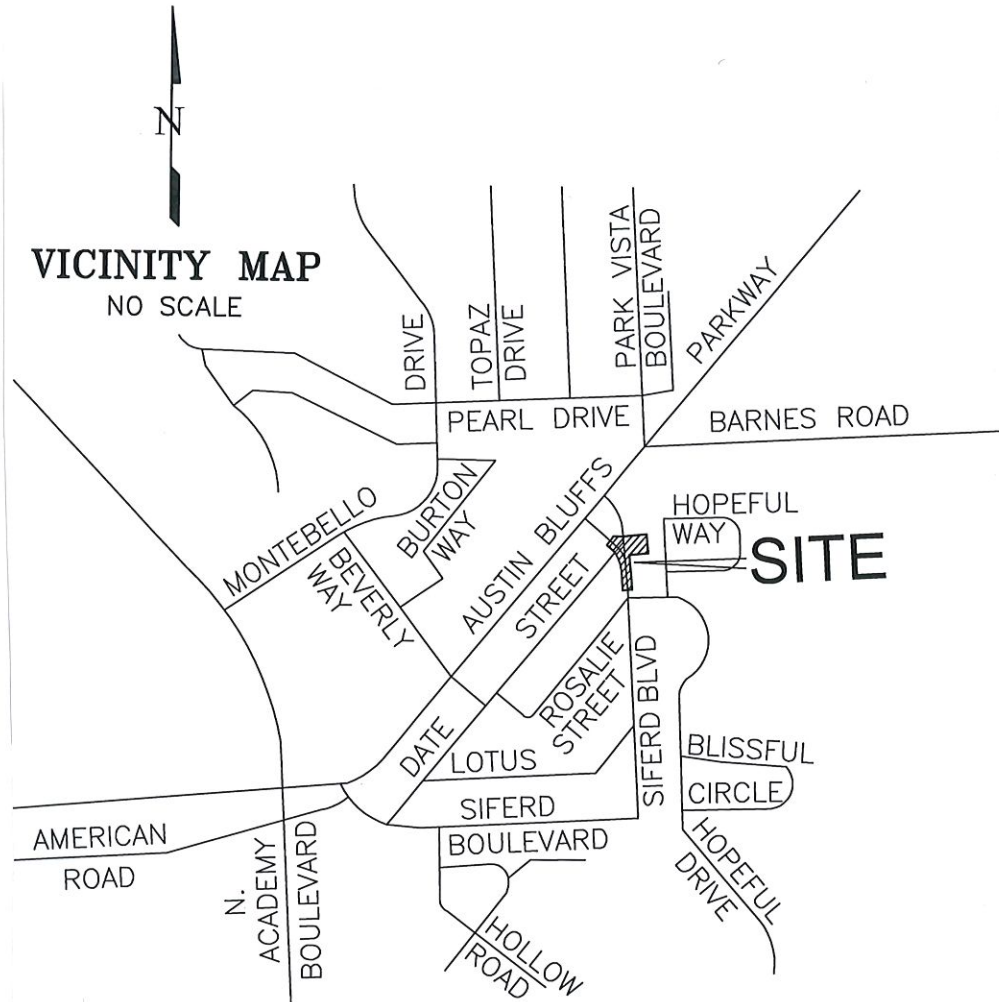 N
VICINITY MAP
NO SCALE
DRIVE
TOPAZ
DRIVE
PARK VISTA
BOULEVARD
PARKWAY
PEARL DRIVE
BARNES ROAD
MONTEBELLO
BURTON
WAY
BEVERLY
WAY
AUSTIN BLUFFS
HOPEFUL
WAY
SITE
STREET
DATE
ROSALIE
STREET
SIFERD BLVD
LOTUS
BLISSFUL
CIRCLE
SIFERD
BOULEVARD
AMERICAN
ROAD
N.
ACADEMY
BOULEVARD
HOPEFUL
DRIVE
HOLLOW
ROAD